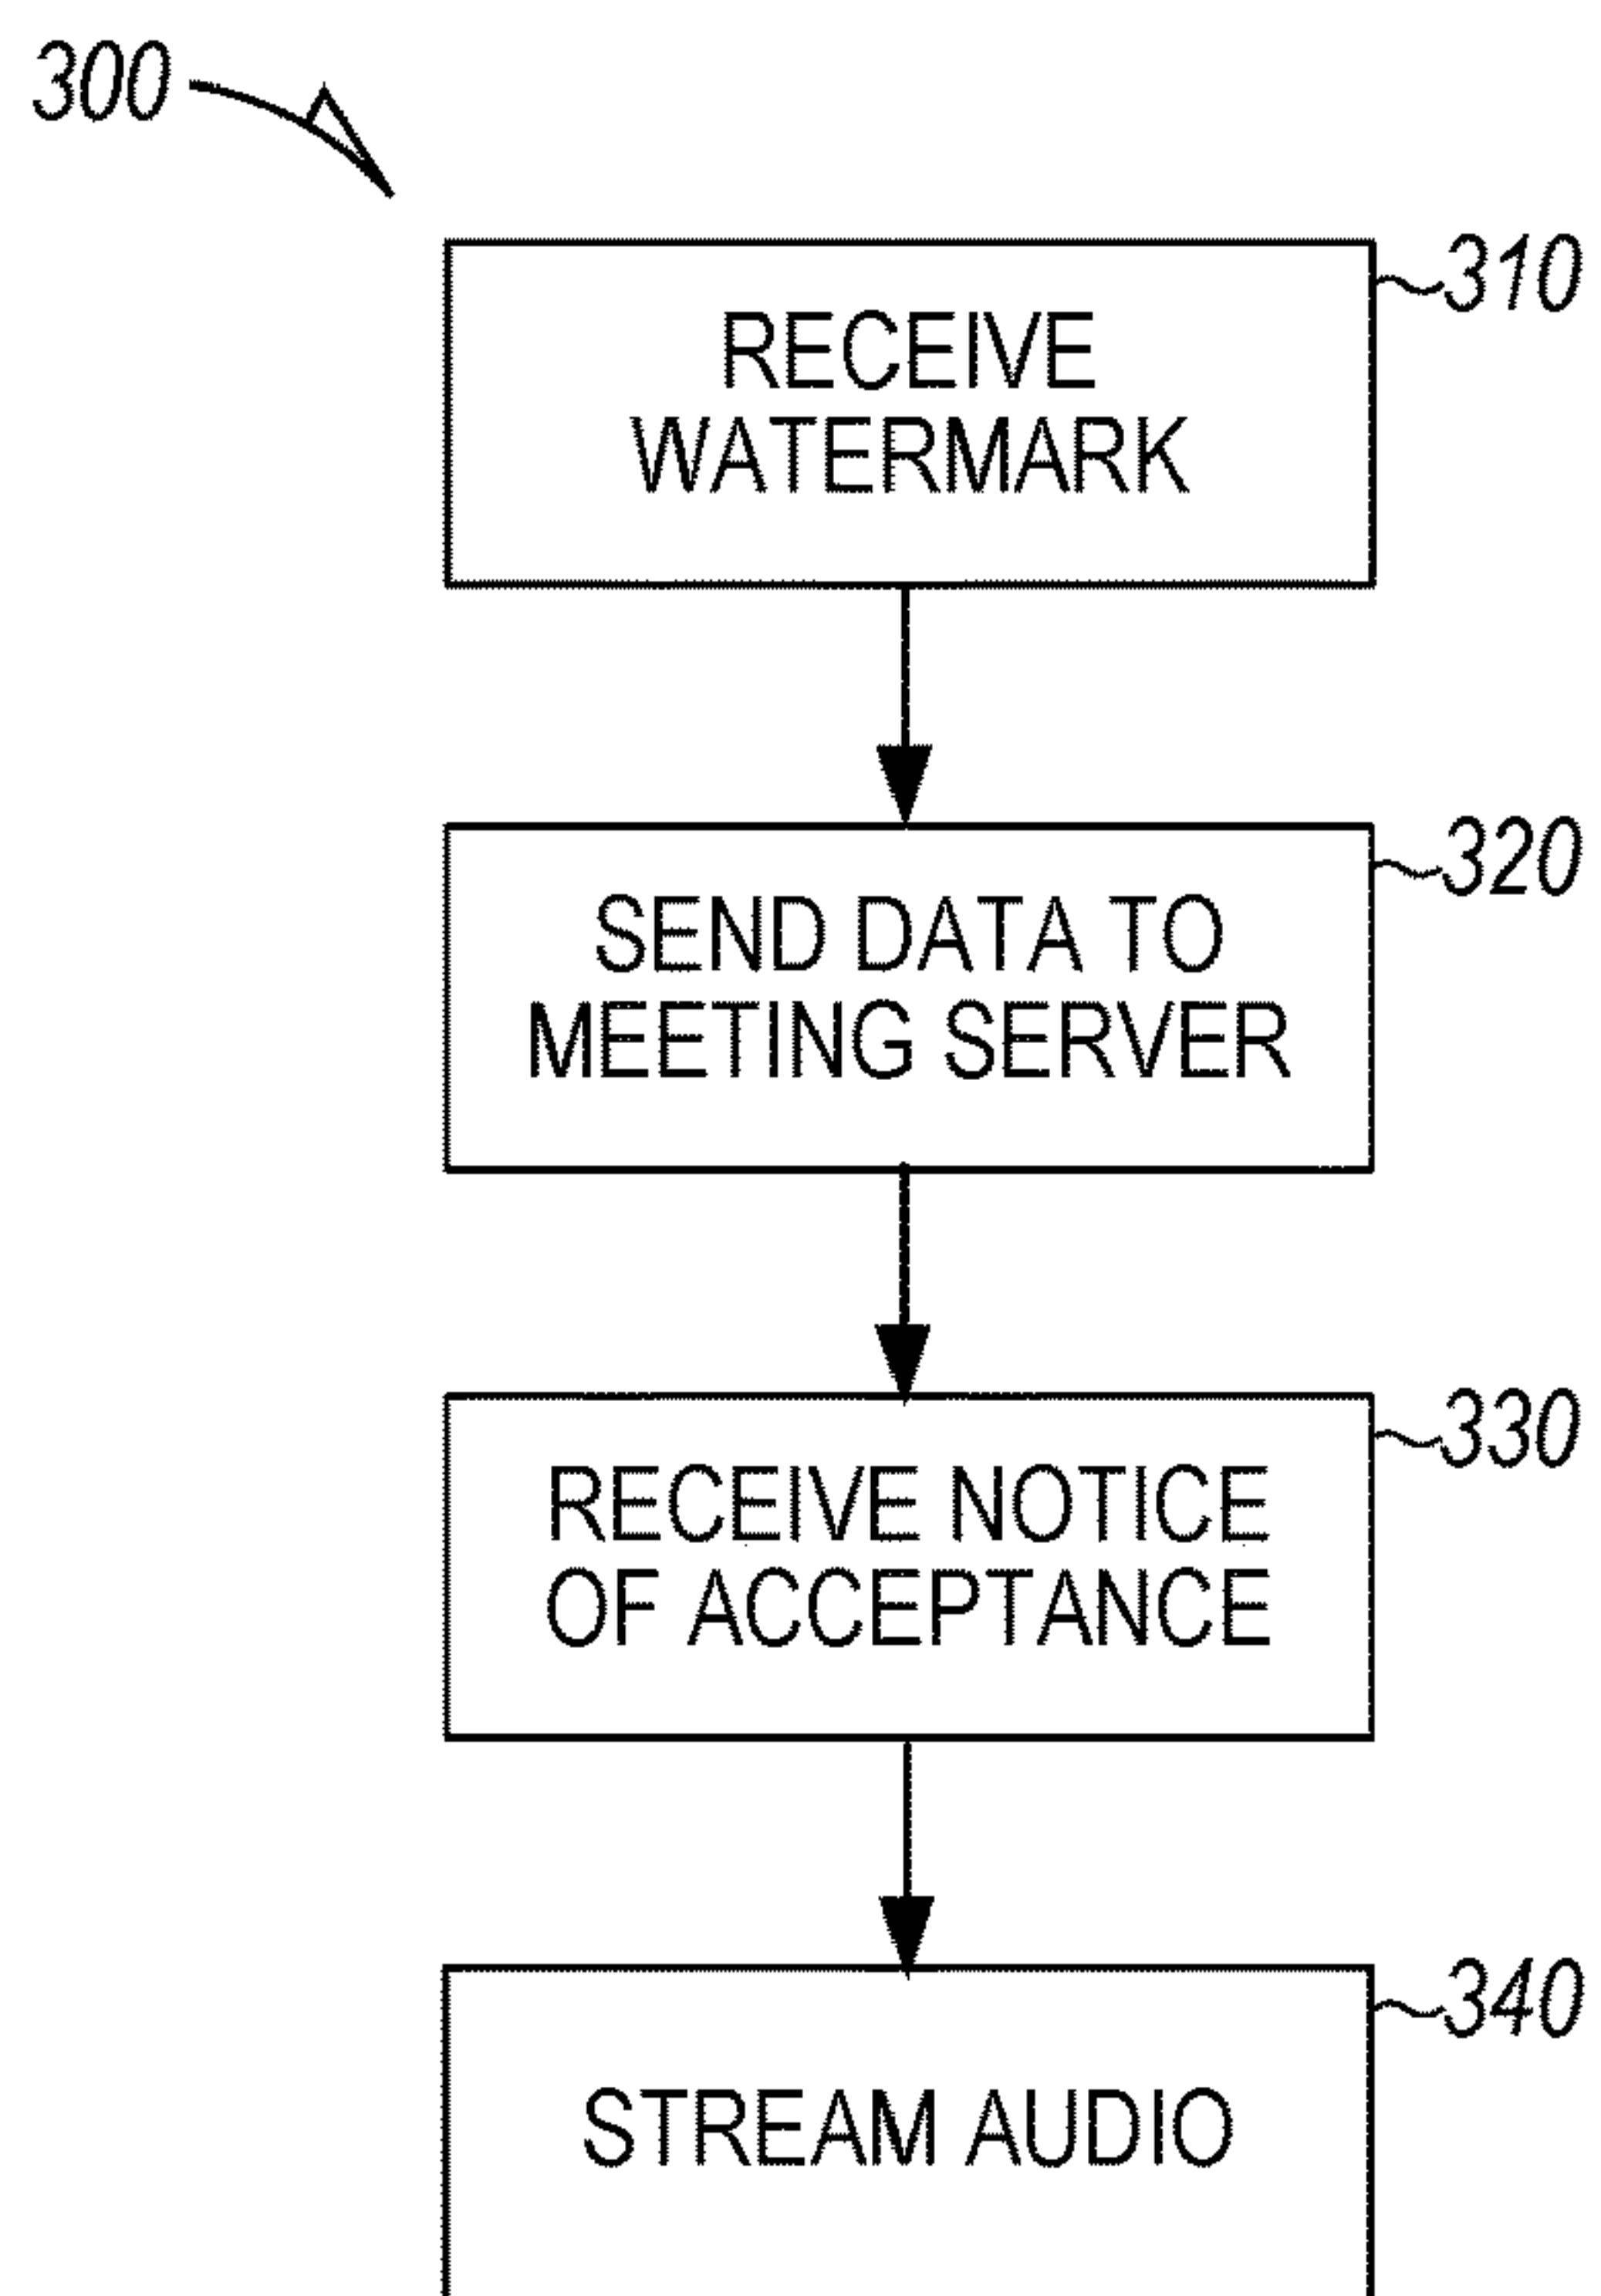 300
310
RECEIVE
WATERMARK
320
SEND DATA TO
MEETING SERVER
330
RECEIVE NOTICE
OF ACCEPTANCE
340
STREAM AUDIO